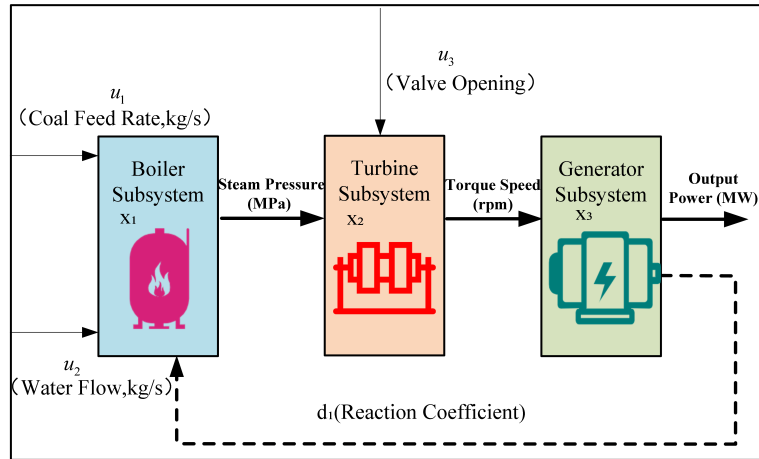 u₁
（Coal Feed Rate,kg/s）
u₃
（Valve Opening）
Boiler
Subsystem
X₁
Steam Pressure
(MPa)
Turbine
Subsystem
X₂
Torque Speed
(rpm)
Generator
Subsystem
X₃
Output
Power (MW)
u₂
（Water Flow,kg/s）
d₁(Reaction Coefficient)